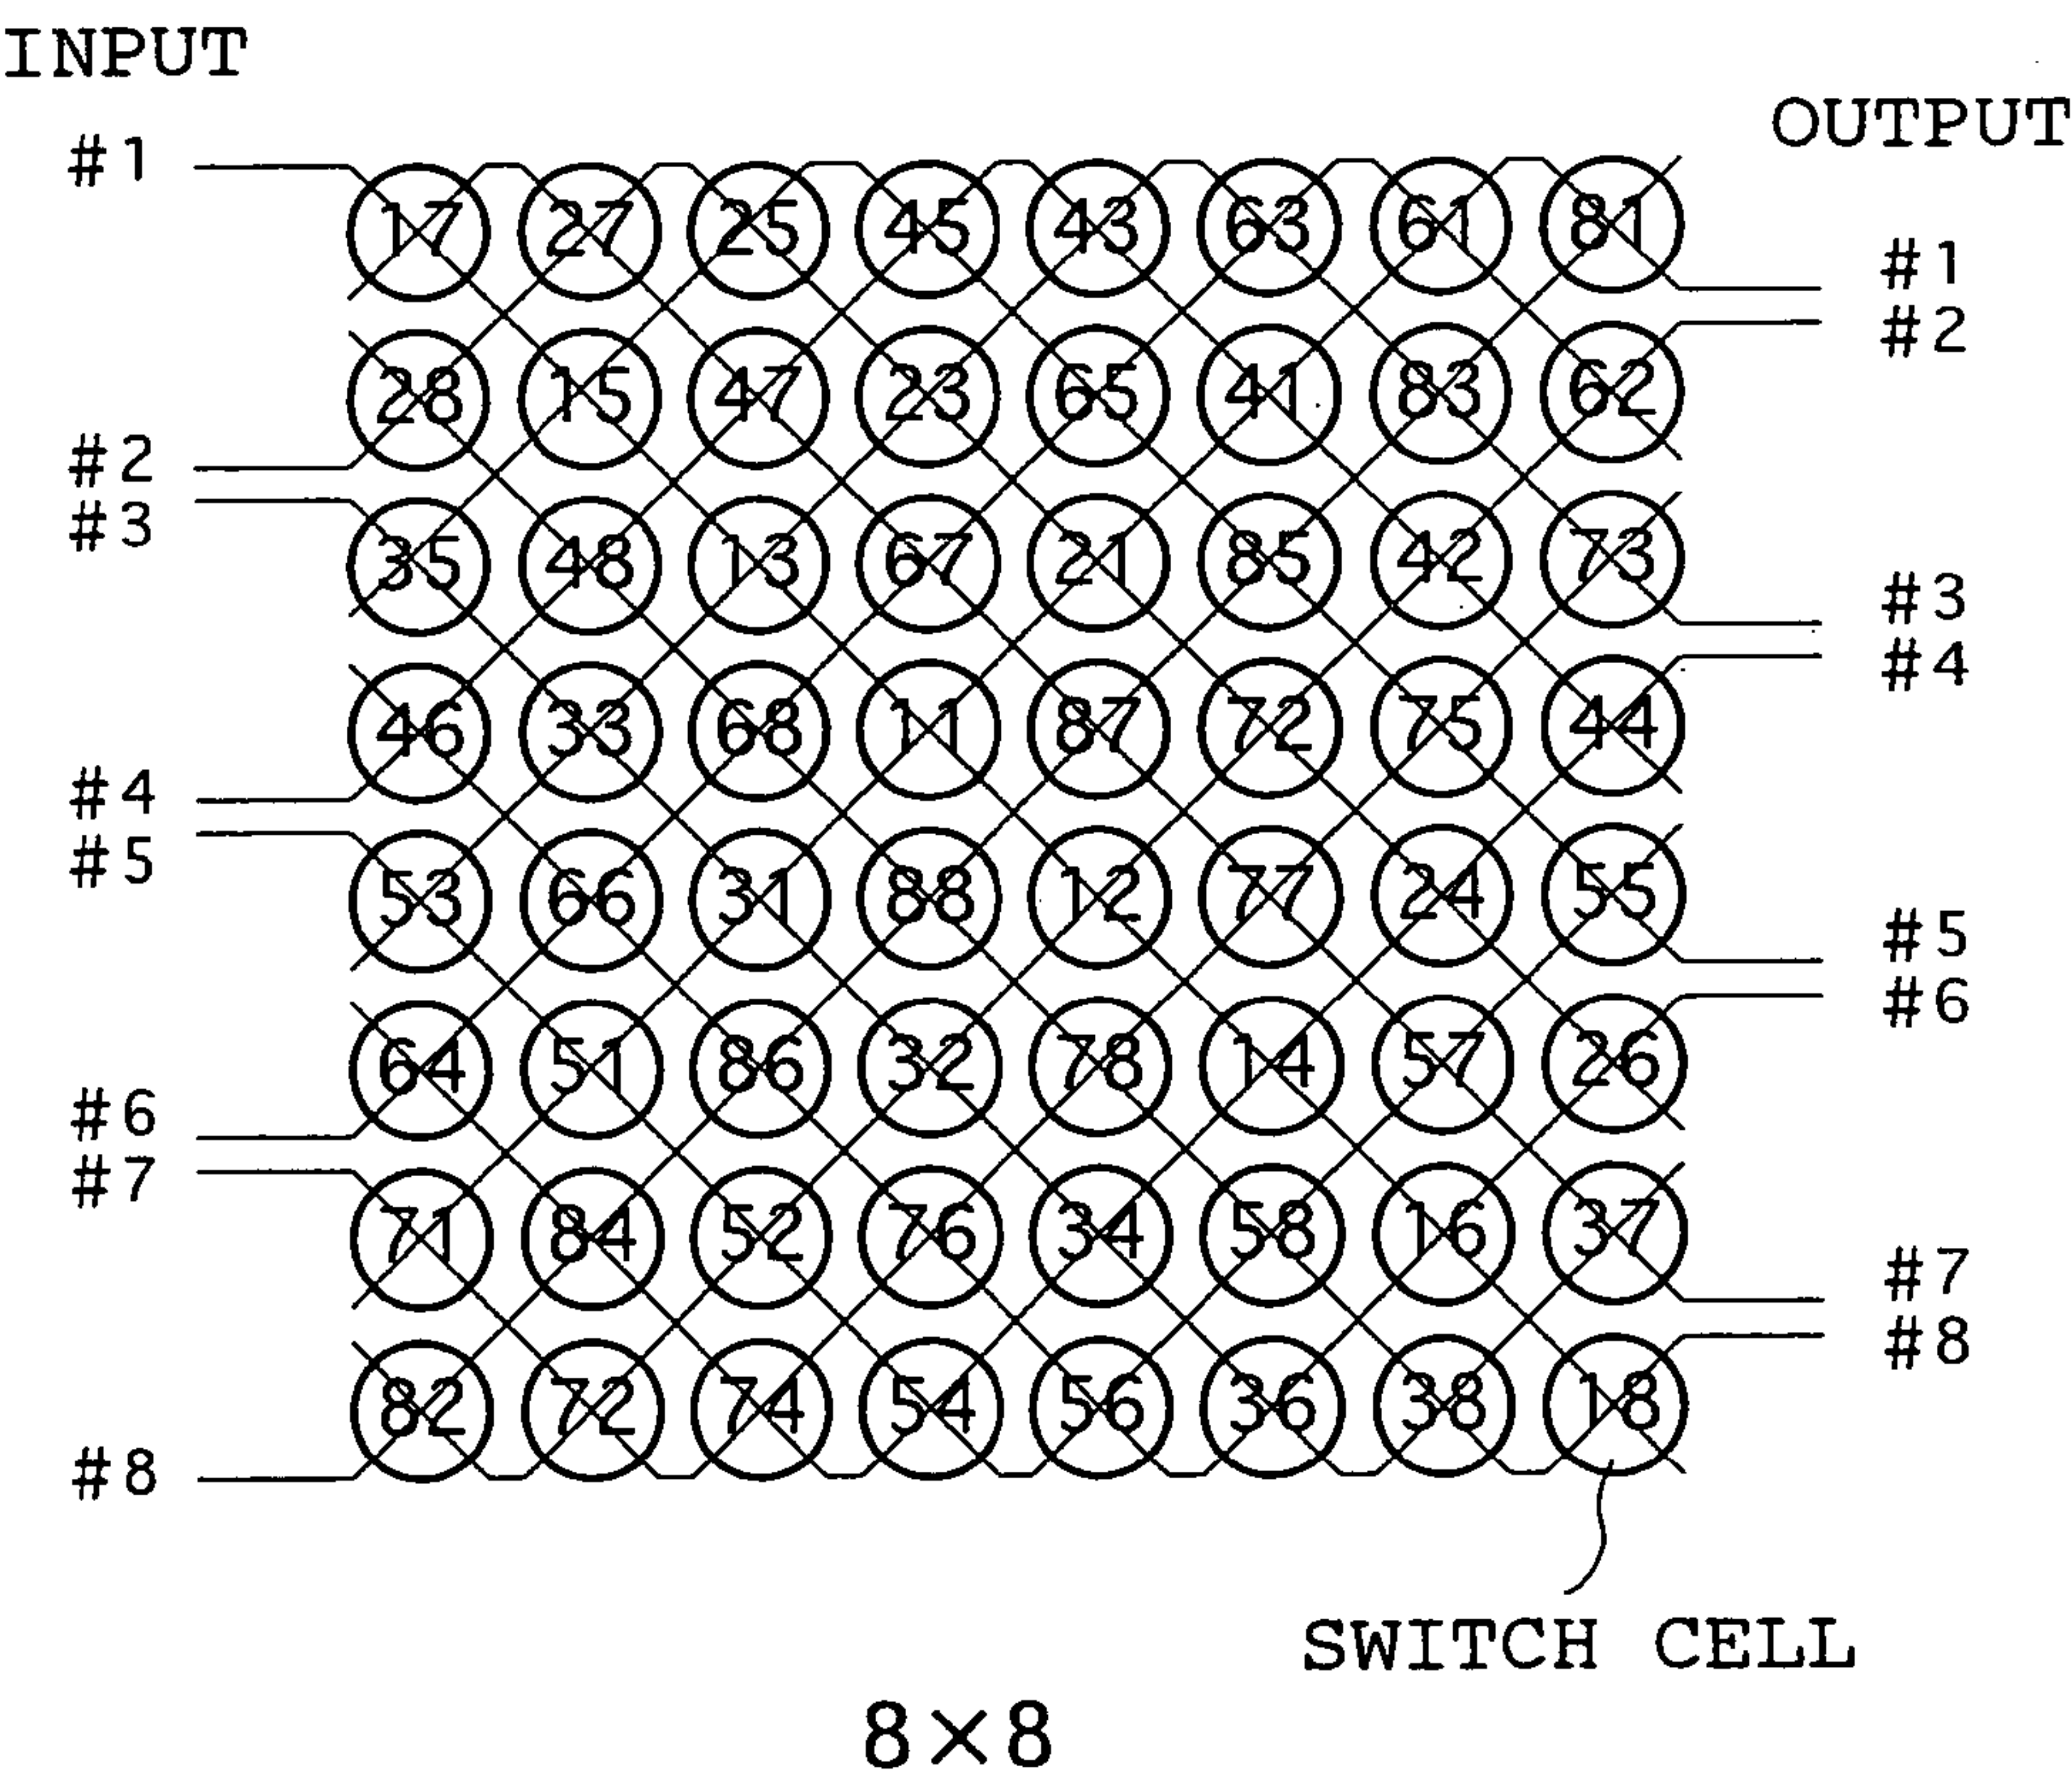 INPUT
OUTPUT
#1
17 27 25 45 43 63 61 81
#1
#2
28 15 47 23 65 41 83 62
#2
#3
35 48 13 67 21 85 42 73
#3
#4
46 33 68 11 87 72 75 44
#4
#5
53 66 31 88 12 77 24 55
#5
#6
64 51 86 32 78 14 57 26
#6
#7
71 84 52 76 34 58 16 37
#7
#8
82 72 74 54 56 36 38 18
#8
SWITCH CELL
8×8